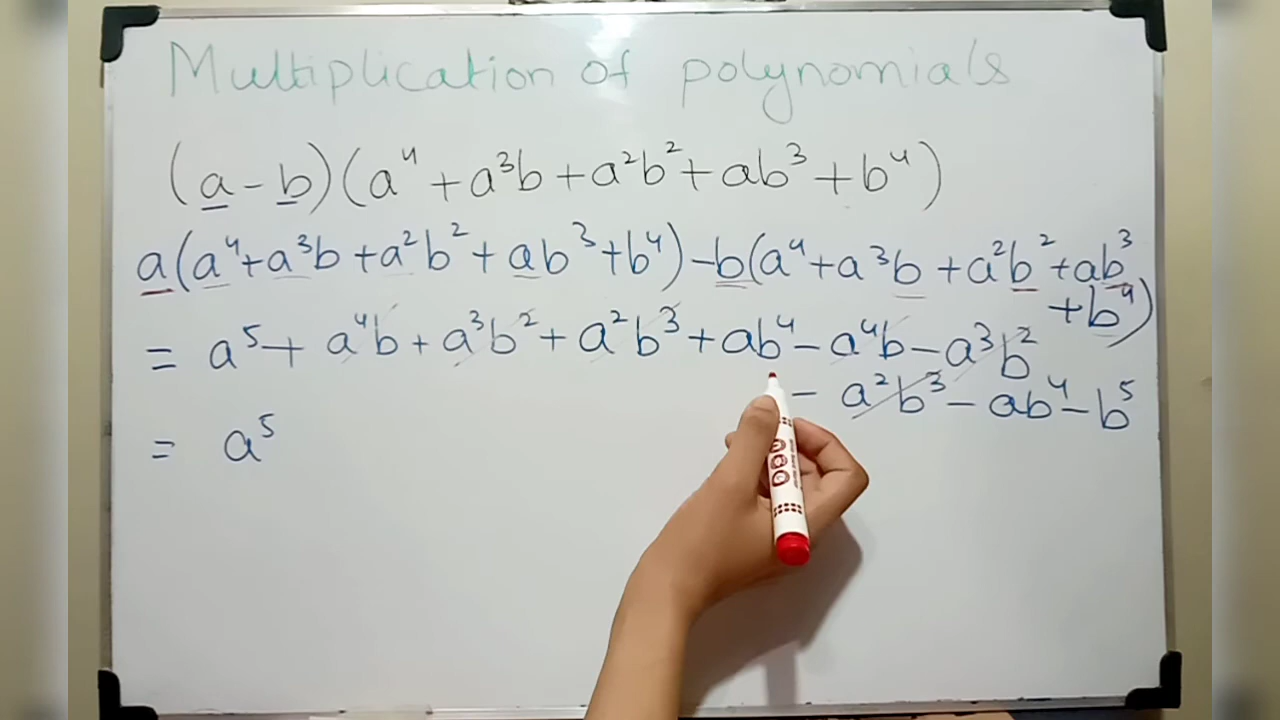 Multiplication of polynomials
(a - b)(a⁴ + a³b + a²b² + ab³ + b⁴)
a(a⁴ + a³b + a²b² + ab³ + b⁴) - b(a⁴ + a³b + a²b² + ab³
+ b⁴)
= a⁵ + a⁴b + a³b² + a²b³ + ab⁴ - a⁴b - a³b²
- a²b³ - ab⁴ - b⁵
= a⁵